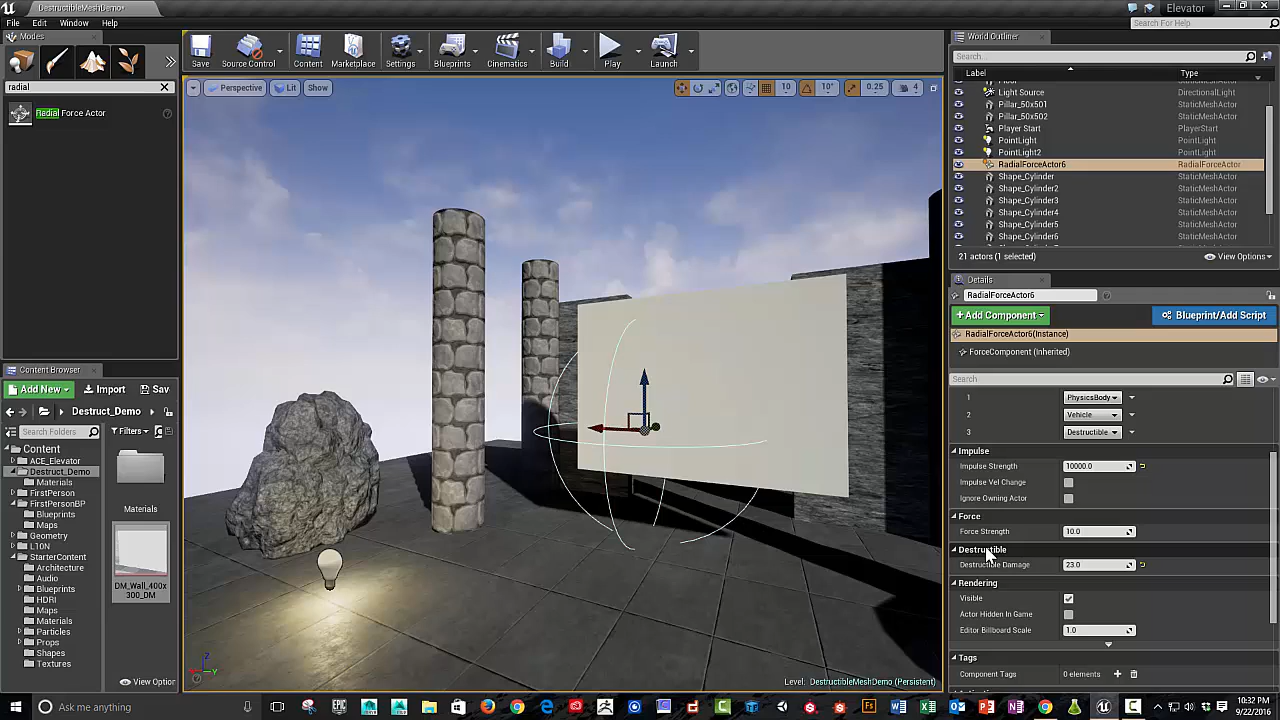 DestructibleMeshDemo*
Elevator
File Edit Window Help
Search For Help
Modes
radial
Radial Force Actor
Save
Source Control
Content
Marketplace
Settings
Blueprints
Cinematics
Build
Play
Launch
Perspective
Lit
Show
10
10°
0.25
4
Level: DestructibleMeshDemo (Persistent)
Content Browser
Add New
Import
Sav
Destruct_Demo
Search Folders
Filters
Content
ACE_Elevator
Destruct_Demo
Materials
FirstPerson
FirstPersonBP
Blueprints
Maps
Geometry
L10N
StarterContent
Architecture
Audio
Blueprints
HDRI
Maps
Materials
Particles
Props
Shapes
Textures
Materials
DM_Wall_400x
300_DM
View Option
World Outliner
Search...
Label Type
Light Source DirectionalLight
Pillar_50x501 StaticMeshActor
Pillar_50x502 StaticMeshActor
Player Start PlayerStart
PointLight PointLight
PointLight2 PointLight
RadialForceActor6 RadialForceActor
Shape_Cylinder StaticMeshActor
Shape_Cylinder2 StaticMeshActor
Shape_Cylinder3 StaticMeshActor
Shape_Cylinder4 StaticMeshActor
Shape_Cylinder5 StaticMeshActor
Shape_Cylinder6 StaticMeshActor
21 actors (1 selected)
View Options
Details
RadialForceActor6
+Add Component
Blueprint/Add Script
RadialForceActor6(Instance)
ForceComponent (Inherited)
Search
1 PhysicsBody
2 Vehicle
3 Destructible
Impulse
Impulse Strength 10000.0
Impulse Vel Change
Ignore Owning Actor
Force
Force Strength 10.0
Destructible
Destructible Damage 23.0
Rendering
Visible
Actor Hidden In Game
Editor Billboard Scale 1.0
Tags
Component Tags 0 elements
Ask me anything
10:32 PM
9/22/2016